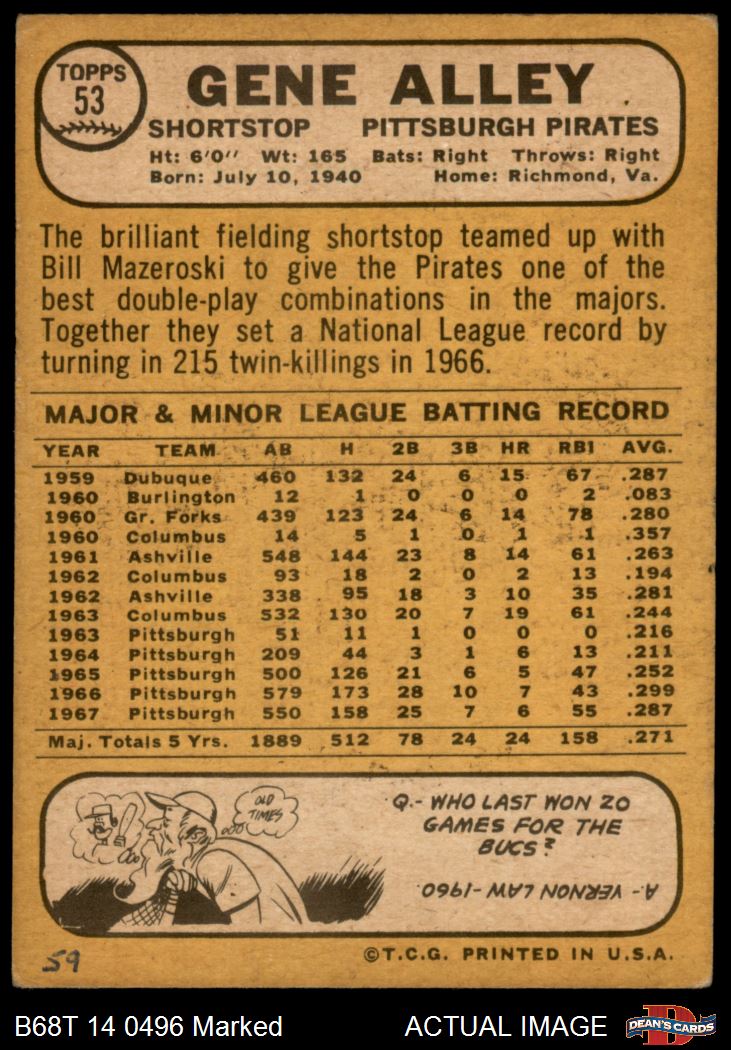 TOPPS
53
GENE ALLEY
SHORTSTOP PITTSBURGH PIRATES
Ht: 6'0" Wt: 165 Bats: Right Throws: Right
Born: July 10, 1940 Home: Richmond, Va.
The brilliant fielding shortstop teamed up with
Bill Mazeroski to give the Pirates one of the
best double-play combinations in the majors.
Together they set a National League record by
turning in 215 twin-killings in 1966.
MAJOR & MINOR LEAGUE BATTING RECORD
YEAR TEAM AB H 2B 3B HR RBI AVG.
1959 Dubuque 460 132 24 6 15 67 .287
1960 Burlington 12 1 0 0 0 2 .083
1960 Gr. Forks 439 123 24 6 14 78 .280
1960 Columbus 14 5 1 0 1 1 .357
1961 Ashville 548 144 23 8 14 61 .263
1962 Columbus 93 18 2 0 2 13 .194
1962 Ashville 338 95 18 3 10 35 .281
1963 Columbus 532 130 20 7 19 61 .244
1963 Pittsburgh 51 11 1 0 0 0 .216
1964 Pittsburgh 209 44 3 1 6 13 .211
1965 Pittsburgh 500 126 21 6 5 47 .252
1966 Pittsburgh 579 173 28 10 7 43 .299
1967 Pittsburgh 550 158 25 7 6 55 .287
Maj. Totals 5 Yrs. 1889 512 78 24 24 158 .271
OLD
TIMES
Q.- WHO LAST WON 20
GAMES FOR THE
BUCS?
A - VERNON LAW -1960
59
©T.C.G. PRINTED IN U.S.A.
B68T 14 0496 Marked ACTUAL IMAGE
D
DEAN'S CARDS